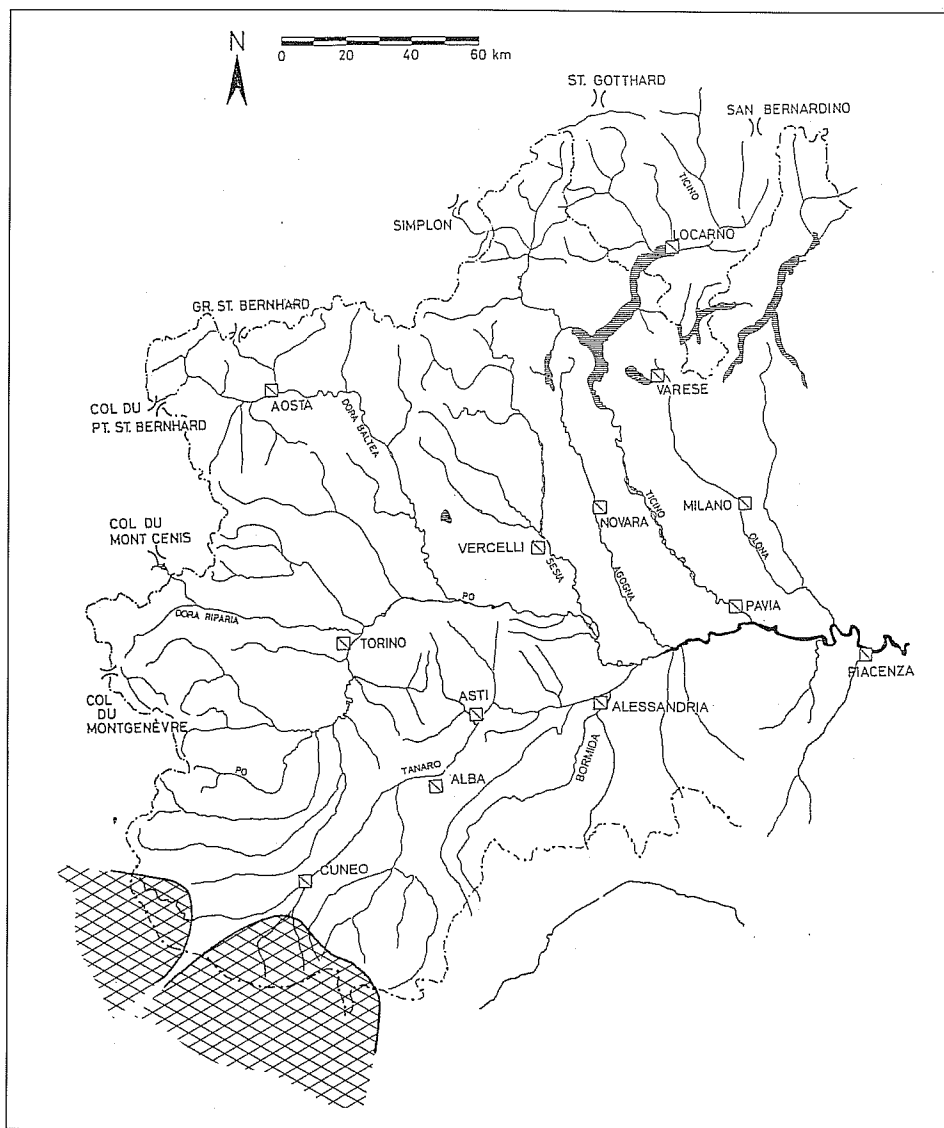 N
0 20 40 60 km
ST. GOTTHARD
SAN BERNARDINO
TICINO
SIMPLON
LOCARNO
GR. ST. BERNHARD
VARESE
AOSTA
COL DU
PT. ST. BERNHARD
DORA BALTEA
TICINO
COL DU
MONT CENIS
NOVARA
MILANO
VERCELLI
SESIA
AGOGNA
OLONA
PO
PAVIA
DORA RIPARIA
TORINO
PIACENZA
COL
DU
MONTGENÈVRE
ASTI
ALESSANDRIA
PO
TANARO
BORMIDA
ALBA
CUNEO